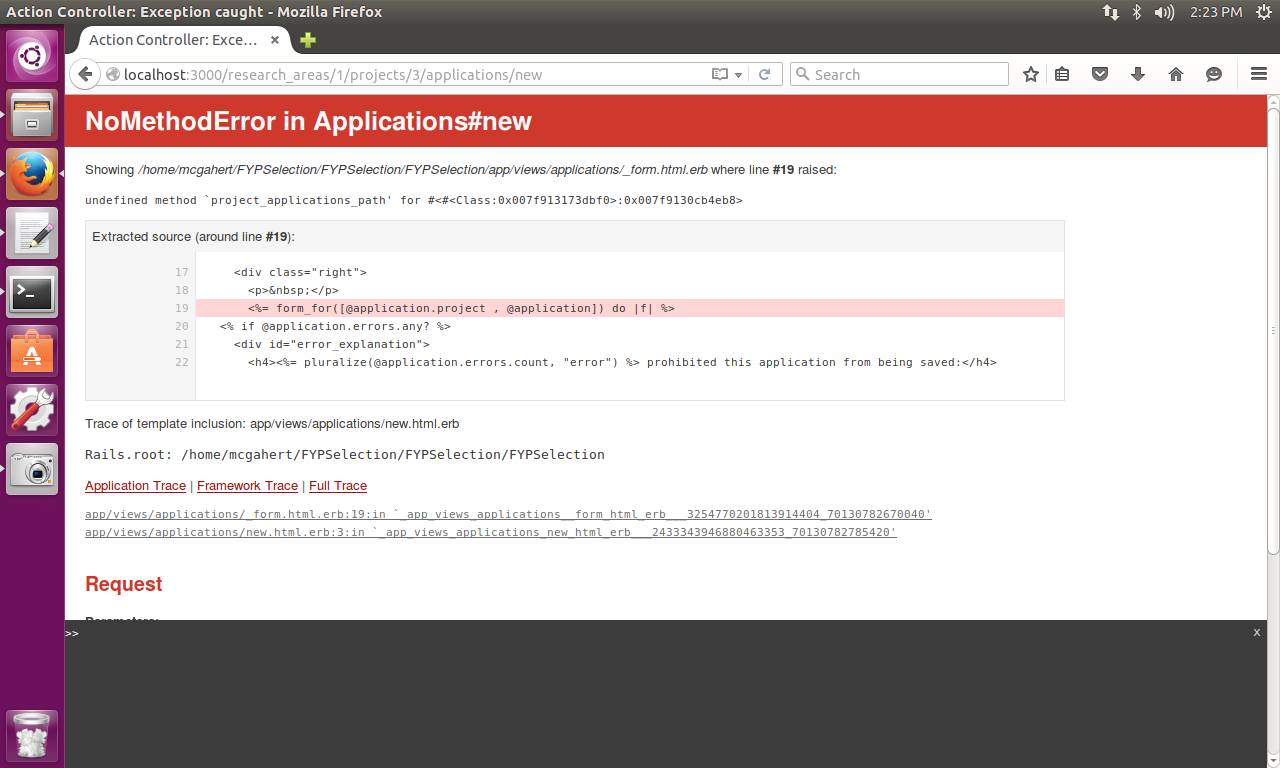 Action Controller: Exception caught - Mozilla Firefox
2:23 PM
Action Controller: Exce... ×
localhost:3000/research_areas/1/projects/3/applications/new
Search
NoMethodError in Applications#new
Showing /home/mcgahert/FYPSelection/FYPSelection/FYPSelection/app/views/applications/_form.html.erb where line #19 raised:
undefined method `project_applications_path' for #<#<Class:0x007f913173dbf0>:0x007f9130cb4eb8>
Extracted source (around line #19):
17 <div class="right">
18 <p>&nbsp;</p>
19 <%= form_for([@application.project , @application]) do |f| %>
20 <% if @application.errors.any? %>
21 <div id="error_explanation">
22 <h4><%= pluralize(@application.errors.count, "error") %> prohibited this application from being saved:</h4>
Trace of template inclusion: app/views/applications/new.html.erb
Rails.root: /home/mcgahert/FYPSelection/FYPSelection/FYPSelection
Application Trace | Framework Trace | Full Trace
app/views/applications/_form.html.erb:19:in `_app_views_applications__form_html_erb___3254770201813914404_70130782670040'
app/views/applications/new.html.erb:3:in `_app_views_applications_new_html_erb___2433343946880463353_70130782785420'
Request
Parameters:
>> x